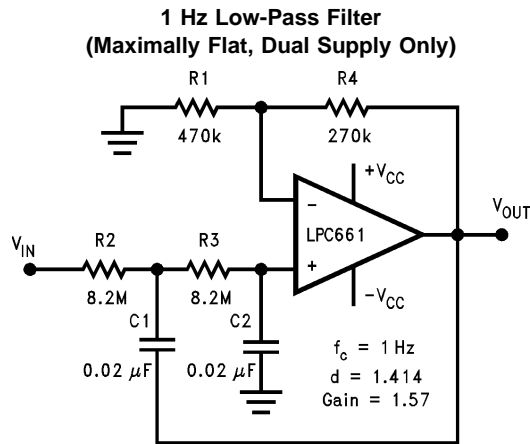 1 Hz Low-Pass Filter
(Maximally Flat, Dual Supply Only)
R1
R4
470k
270k
+VCC
VOUT
LPC661
−
+
VIN
R2
R3
8.2M
8.2M
−VCC
C1
C2
0.02 μF
0.02 μF
fc = 1 Hz
d = 1.414
Gain = 1.57